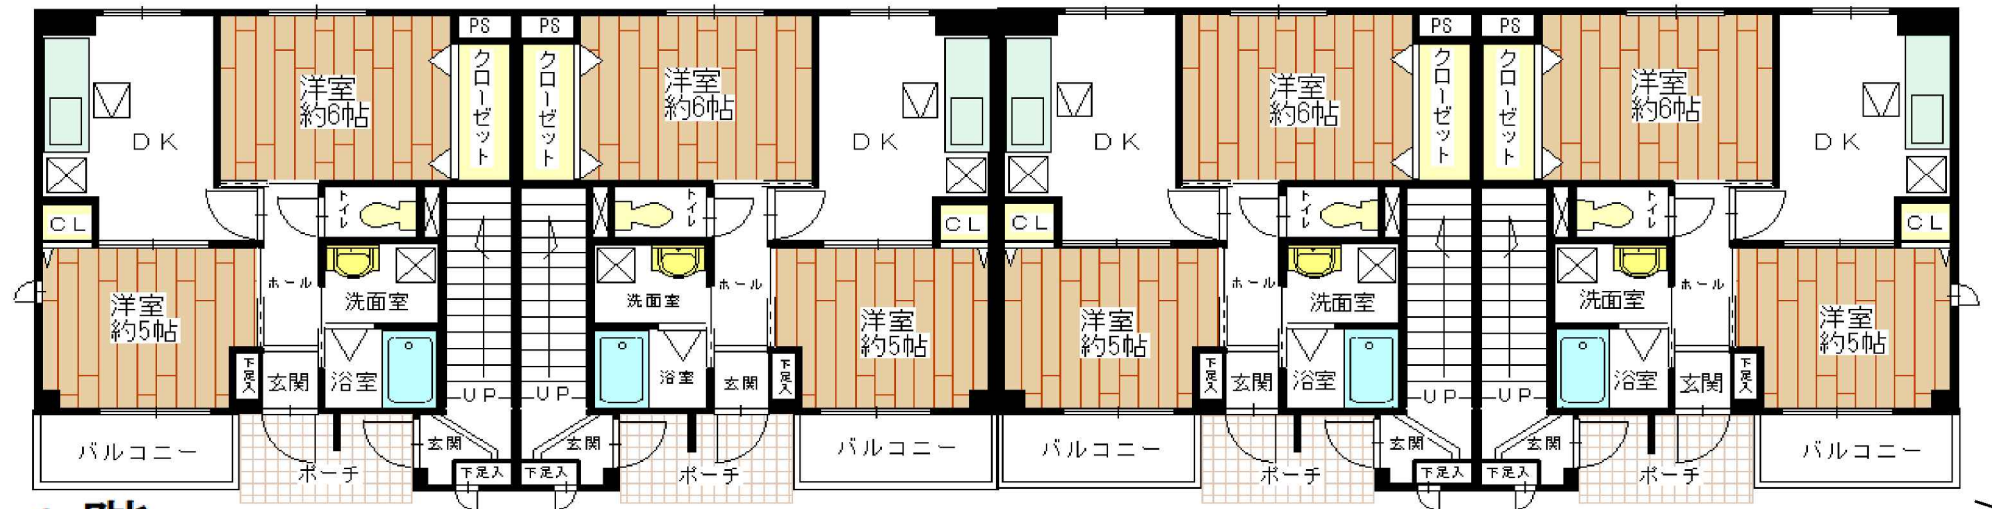 PS
PS
PS
PS
クローゼット
クローゼット
クローゼット
クローゼット
洋室
約6帖
洋室
約6帖
洋室
約6帖
洋室
約6帖
DK
DK
DK
DK
トイレ
トイレ
トイレ
トイレ
CL
CL
CL
CL
ホール
ホール
ホール
ホール
洗面室
洗面室
洗面室
洗面室
洋室
約5帖
洋室
約5帖
洋室
約5帖
洋室
約5帖
下足入
玄関
浴室
UP
UP
浴室
玄関
下足入
下足入
玄関
浴室
UP
UP
浴室
玄関
下足入
バルコニー
ポーチ
玄関
下足入
玄関
下足入
ポーチ
バルコニー
バルコニー
ポーチ
玄関
下足入
玄関
下足入
ポーチ
バルコニー